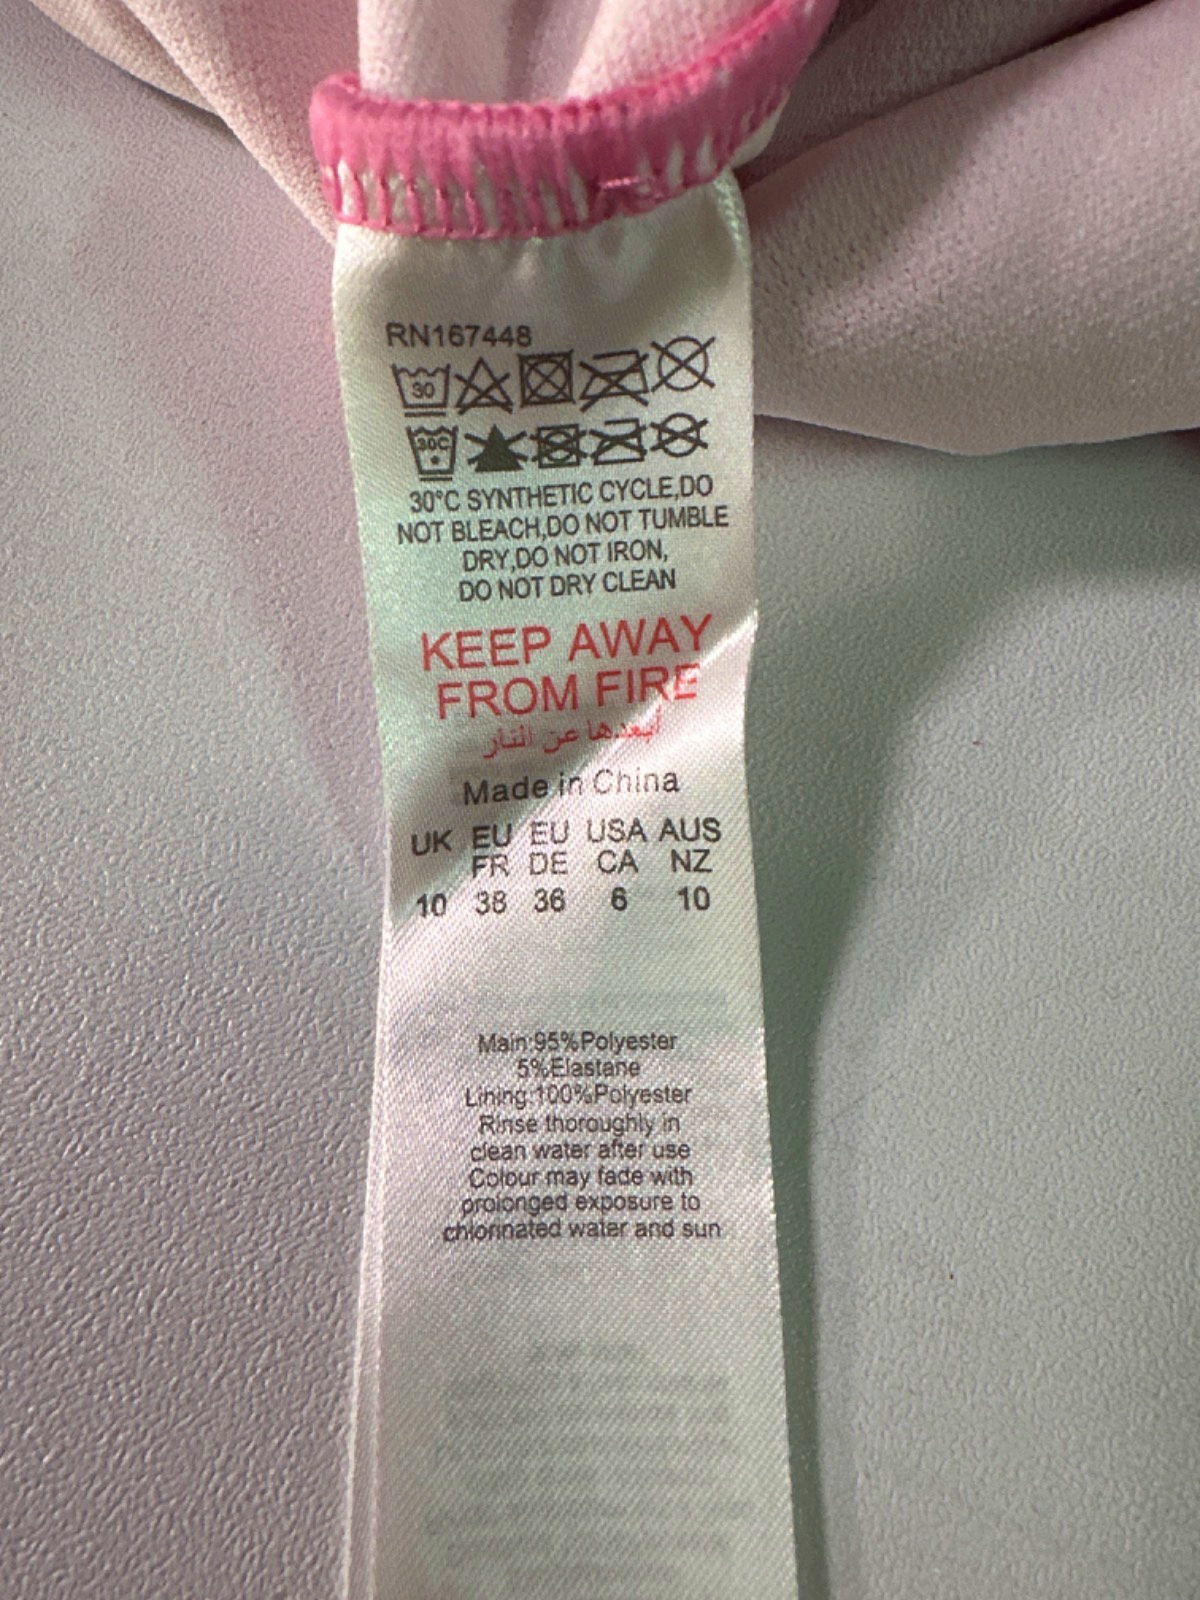 RN167448
30
30C
30°C SYNTHETIC CYCLE,DO
NOT BLEACH,DO NOT TUMBLE
DRY,DO NOT IRON,
DO NOT DRY CLEAN
KEEP AWAY
FROM FIRE
أبعدها عن النار
Made in China
UK EU EU USA AUS
FR DE CA NZ
10 38 36 6 10
Main:95%Polyester
5%Elastane
Lining:100%Polyester
Rinse thoroughly in
clean water after use
Colour may fade with
prolonged exposure to
chlorinated water and sun